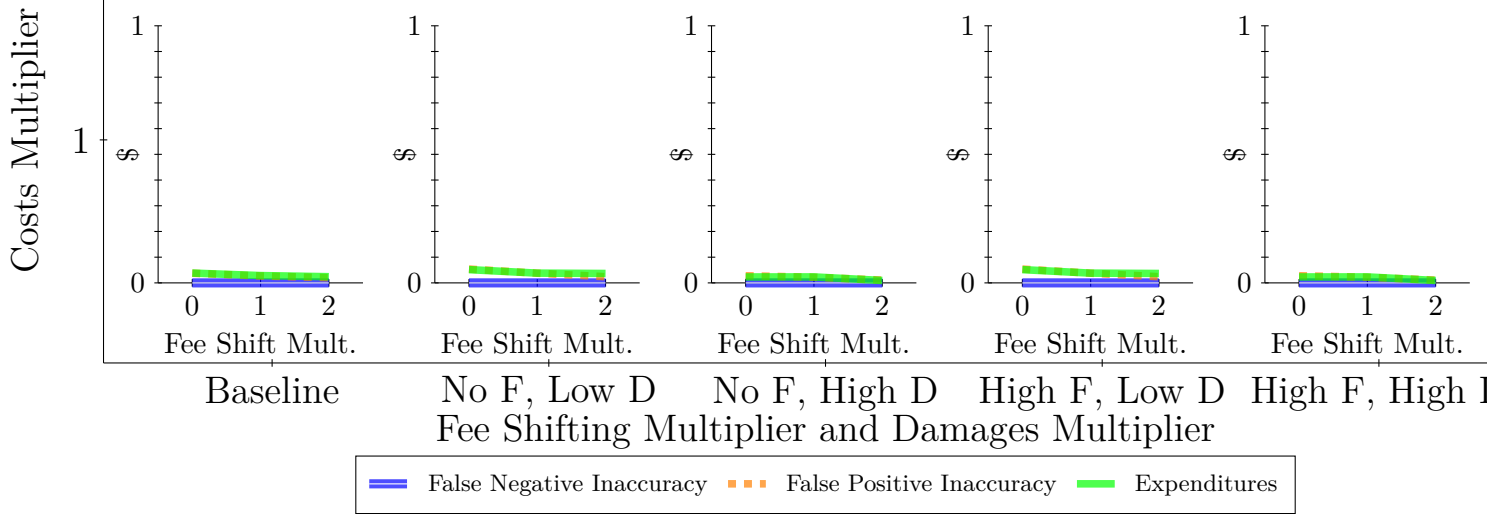 Costs Multiplier
1
1
$
0
0 1 2
Fee Shift Mult.
1
$
0
0 1 2
Fee Shift Mult.
1
$
0
0 1 2
Fee Shift Mult.
1
$
0
0 1 2
Fee Shift Mult.
1
$
0
0 1 2
Fee Shift Mult.
Baseline No F, Low D No F, High D High F, Low D High F, High
Fee Shifting Multiplier and Damages Multiplier
False Negative Inaccuracy False Positive Inaccuracy Expenditures